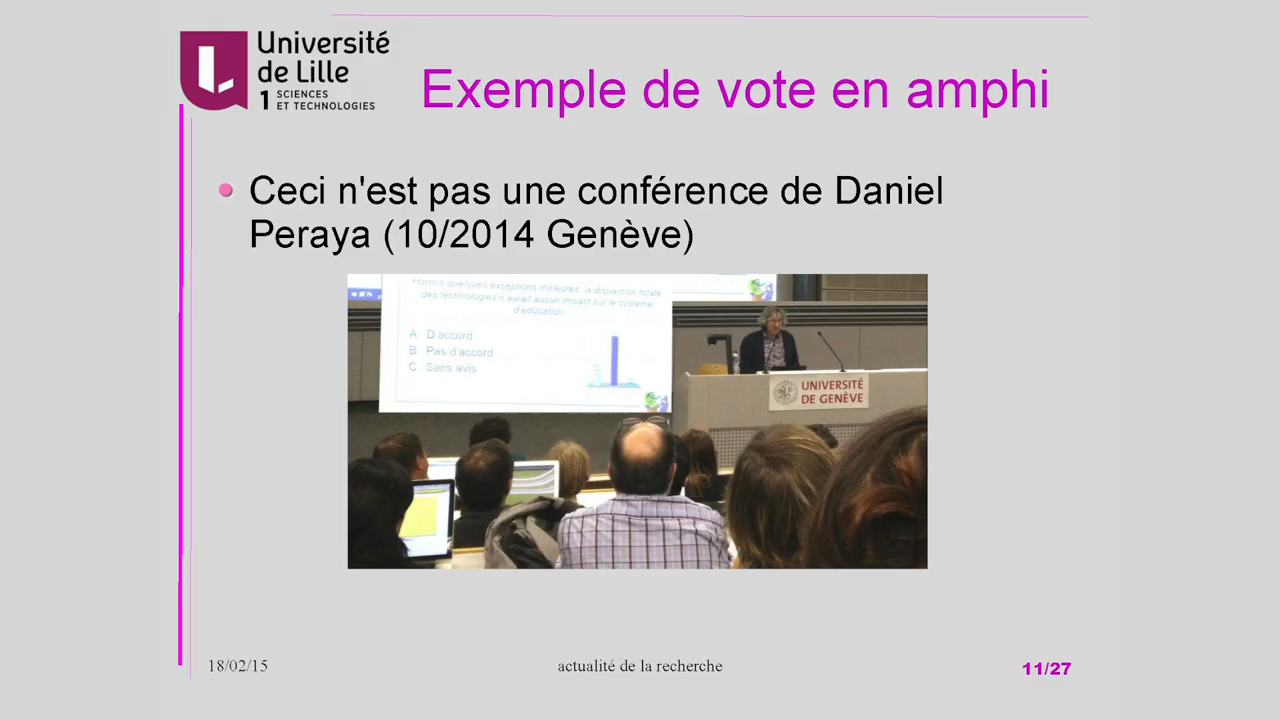 Université
de Lille
1 SCIENCES
ET TECHNOLOGIES
Exemple de vote en amphi
Ceci n'est pas une conférence de Daniel
Peraya (10/2014 Genève)
Hormis quelques exceptions mineures, la disparition totale
des technologies n'aurait aucun impact sur le système
d'éducation
A. D'accord
B. Pas d'accord
C. Sans avis
UNIVERSITÉ
DE GENÈVE
18/02/15
actualité de la recherche
11/27